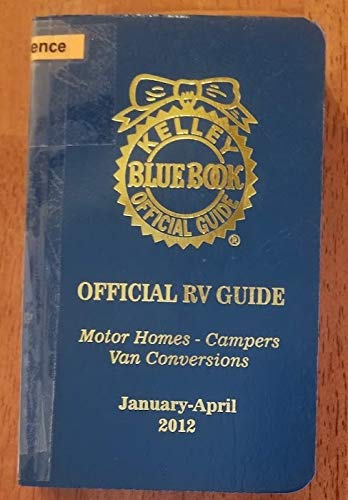 ence
KELLEY
BLUE BOOK
OFFICIAL GUIDE
®
OFFICIAL RV GUIDE
Motor Homes - Campers
Van Conversions
January-April
2012